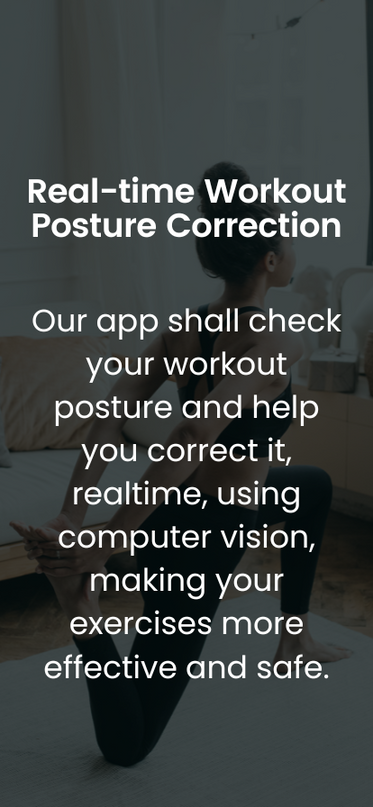 Real-time Workout
Posture Correction
Our app shall check
your workout
posture and help
you correct it,
realtime, using
computer vision,
making your
exercises more
effective and safe.